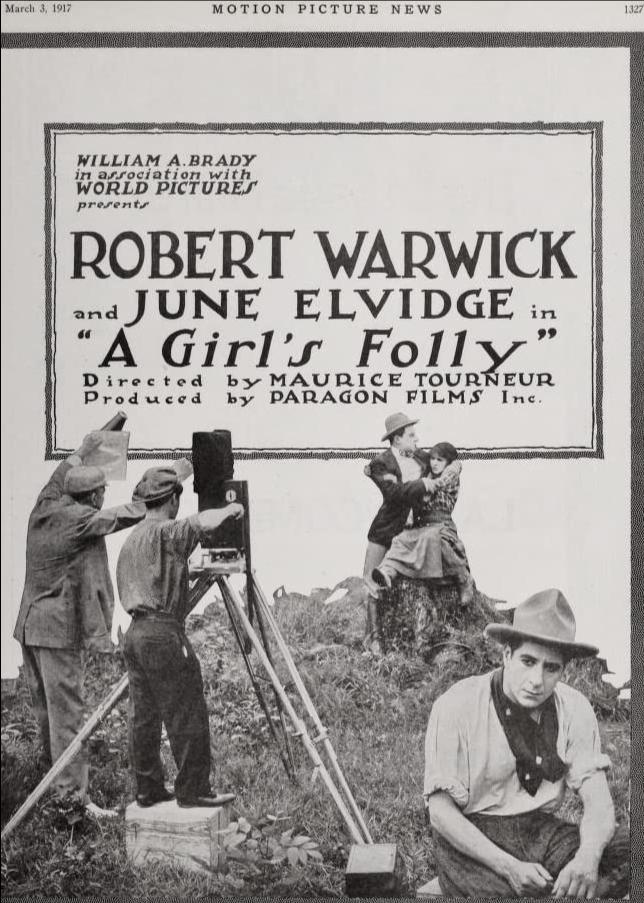 March 3, 1917
MOTION PICTURE NEWS
1327
WILLIAM A. BRADY
in association with
WORLD PICTURES
presents
ROBERT WARWICK
and JUNE ELVIDGE in
"A Girl's Folly"
Directed by MAURICE TOURNEUR
Produced by PARAGON FILMS Inc.